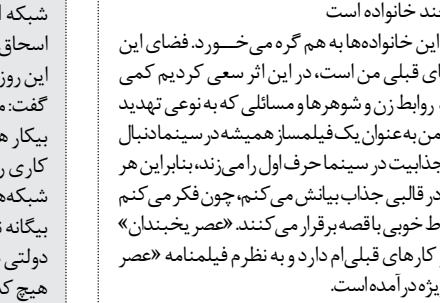 چند خانواده است
این خانواده‌ها به هم گره می‌خــورد. فضای این
ای قبلی من است، در این اثر سعی کردیم کمی
روابط زن و شوهرها و مسائلی که به نوعی تهدید
من به عنوان یک فیلمساز همیشه در سینما دنبال
جذابیت در سینما حرف اول را می‌زند، بنابراین هر
در قالبی جذاب بیانش می‌کنم، چون فکر می‌کنم
ط خوبی با قصه برقرار می‌کنند. «عصر یخبندان»
کارهای قبلی‌ام دارد و به نظرم فیلمنامه «عصر
یژه درآمده است.
شبکه
اسحاق
این روز
گفت: م
بیکار ه
کاری ر
شبکه‌ه
بیگانه
دولتی
هیچ ک